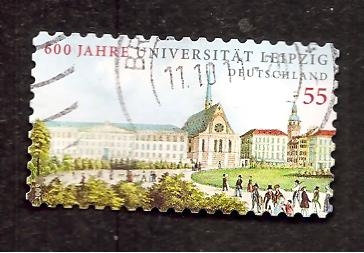 600 JAHRE UNIVERSITÄT LEIPZIG
DEUTSCHLAND
55
11.10